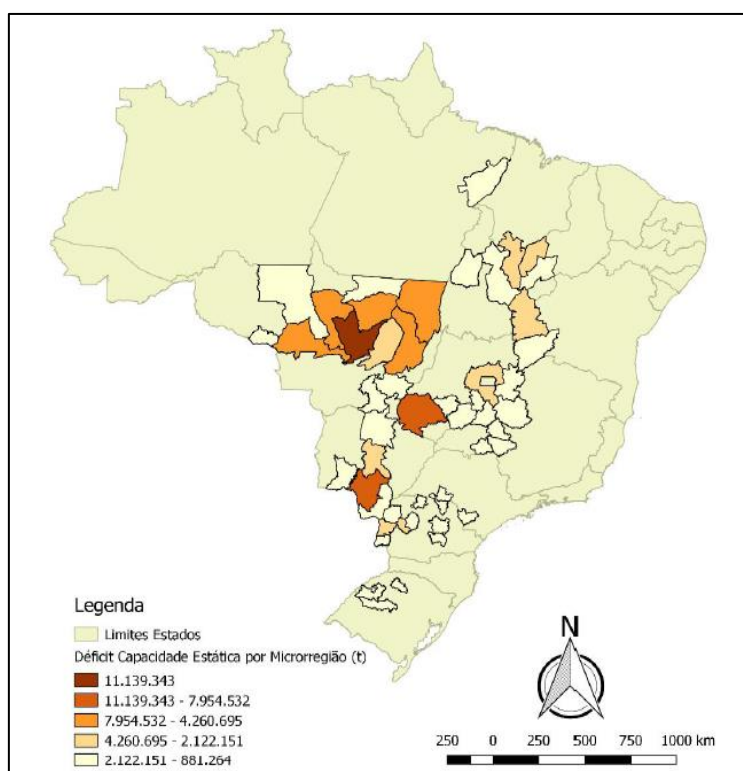 Legenda
Limites Estados
Déficit Capacidade Estática por Microrregião (t)
11.139.343
11.139.343 - 7.954.532
7.954.532 - 4.260.695
4.260.695 - 2.122.151
2.122.151 - 881.264
N
250 0 250 500 750 1000 km